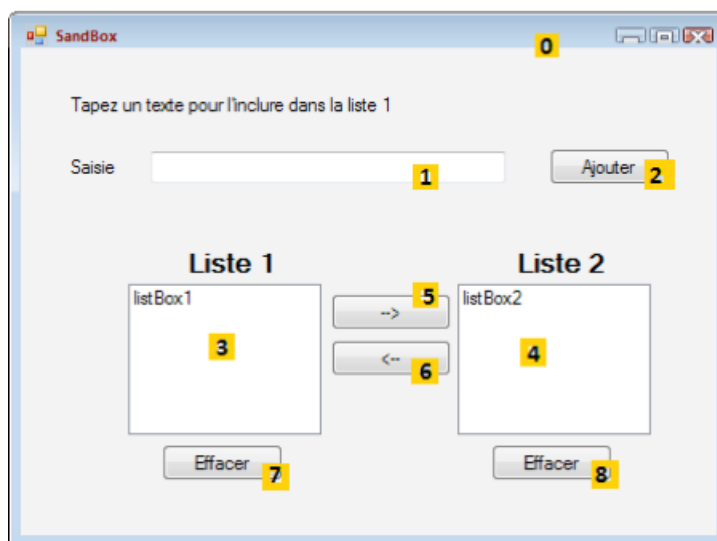 SandBox 0
Tapez un texte pour l'inclure dans la liste 1
Saisie 1 Ajouter 2
Liste 1 Liste 2
listBox1 --> 5 listBox2
3 <-- 6 4
Effacer 7 Effacer 8